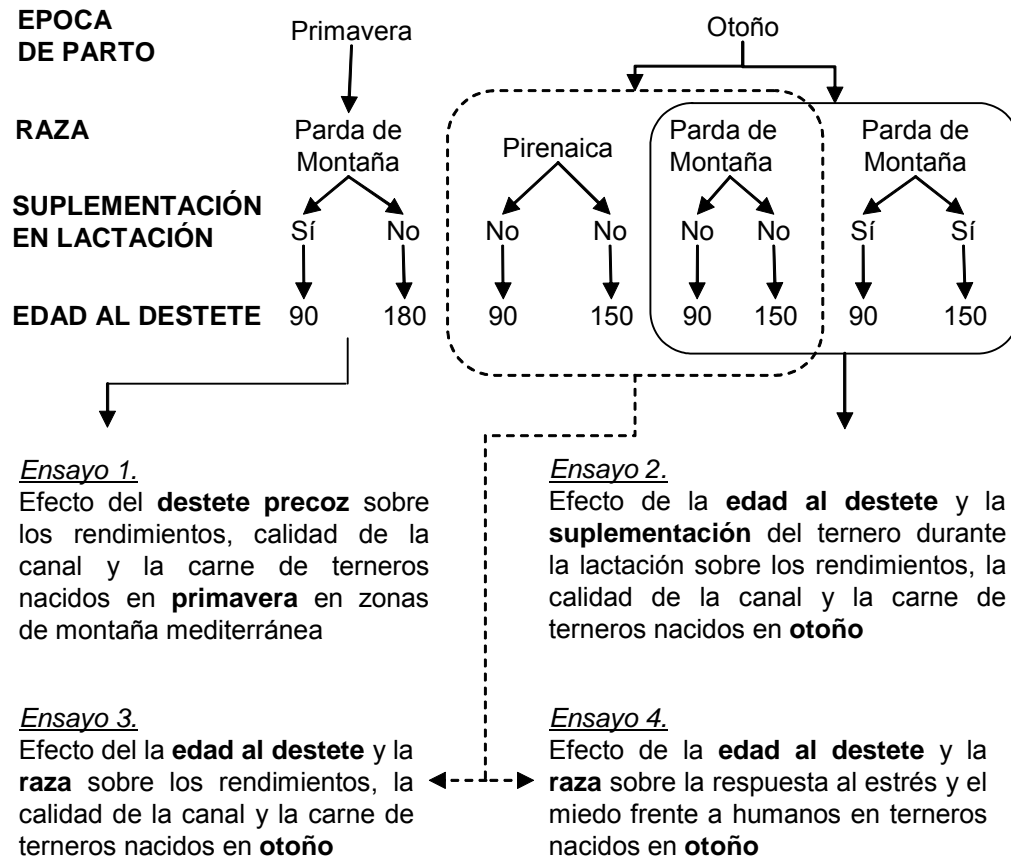 EPOCA
DE PARTO
Primavera
Otoño
RAZA
Parda de
Montaña
Pirenaica
Parda de
Montaña
Parda de
Montaña
SUPLEMENTACIÓN
EN LACTACIÓN
Sí No No No No No Sí Sí
EDAD AL DESTETE 90 180 90 150 90 150 90 150
Ensayo 1.
Efecto del destete precoz sobre
los rendimientos, calidad de la
canal y la carne de terneros
nacidos en primavera en zonas
de montaña mediterránea
Ensayo 2.
Efecto de la edad al destete y la
suplementación del ternero durante
la lactación sobre los rendimientos, la
calidad de la canal y la carne de
terneros nacidos en otoño
Ensayo 3.
Efecto del la edad al destete y la
raza sobre los rendimientos, la
calidad de la canal y la carne de
terneros nacidos en otoño
Ensayo 4.
Efecto de la edad al destete y la
raza sobre la respuesta al estrés y el
miedo frente a humanos en terneros
nacidos en otoño